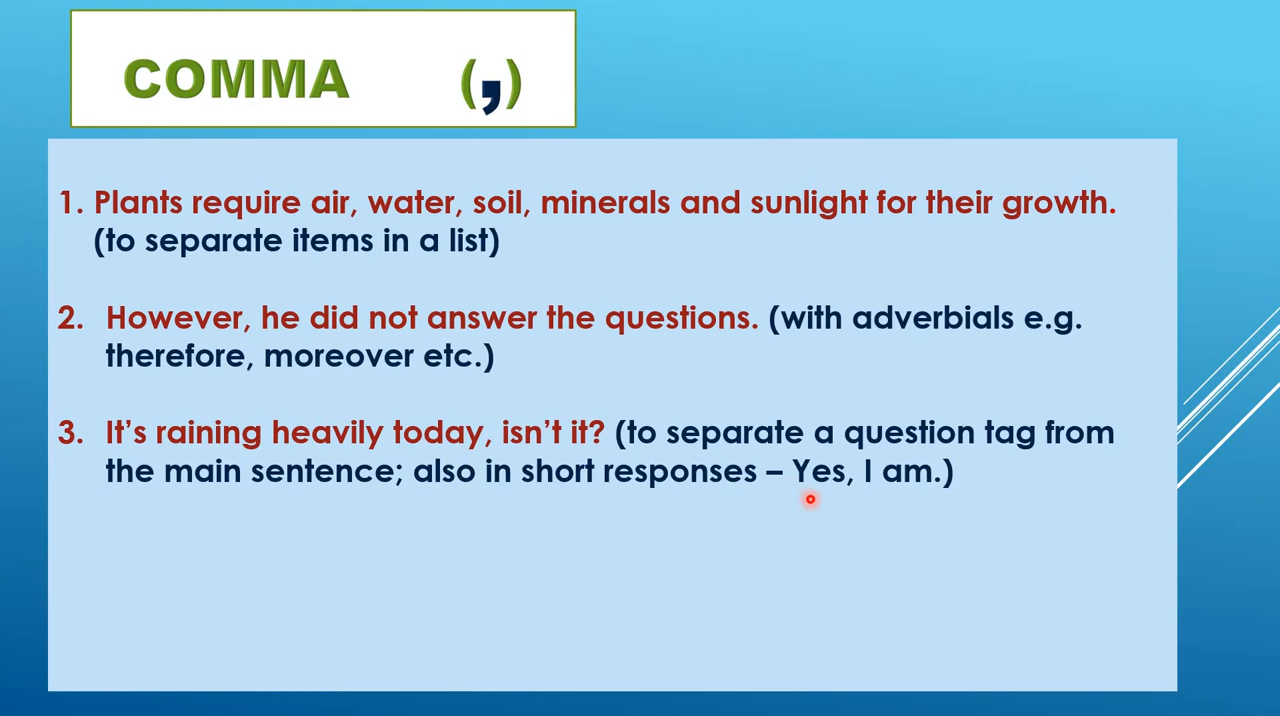 COMMA (,)
1. Plants require air, water, soil, minerals and sunlight for their growth.
(to separate items in a list)
2. However, he did not answer the questions. (with adverbials e.g.
therefore, moreover etc.)
3. It’s raining heavily today, isn’t it? (to separate a question tag from
the main sentence; also in short responses – Yes, I am.)